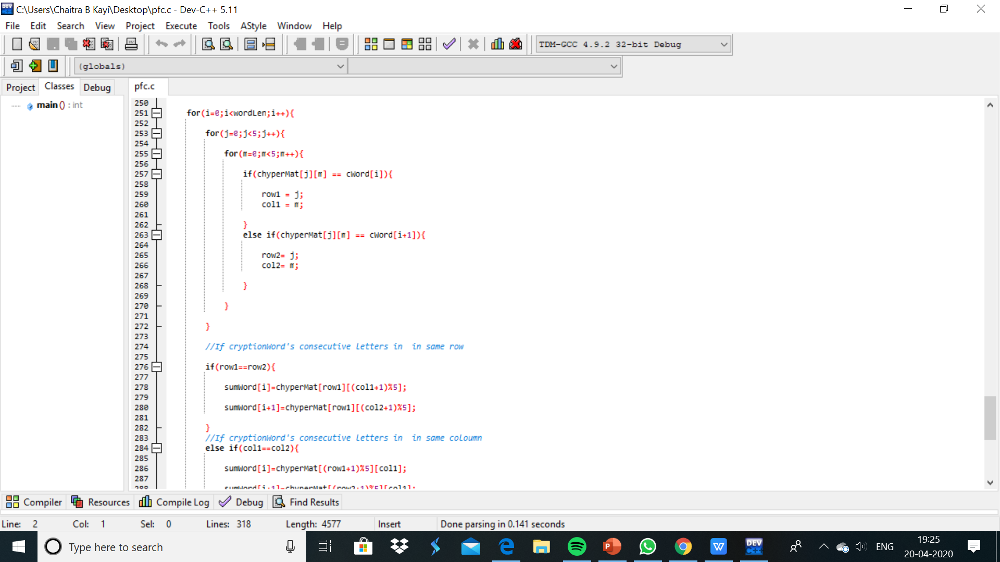 C:\Users\Chaitra B Kayi\Desktop\pfc.c - Dev-C++ 5.11
File Edit Search View Project Execute Tools AStyle Window Help
TDM-GCC 4.9.2 32-bit Debug
(globals)
Project Classes Debug
pfc.c
main () : int
250
251 for(i=0;i<wordLen;i++){
252
253 for(j=0;j<5;j++){
254
255 for(m=0;m<5;m++){
256
257 if(chyperMat[j][m] == cWord[i]){
258
259 row1 = j;
260 col1 = m;
261
262 }
263 else if(chyperMat[j][m] == cWord[i+1]){
264
265 row2= j;
266 col2= m;
267
268 }
269
270 }
271
272 }
273
274 //If cryptionWord's consecutive letters in  in same row
275
276 if(row1==row2){
277
278 sumWord[i]=chyperMat[row1][(col1+1)%5];
279
280 sumWord[i+1]=chyperMat[row1][(col2+1)%5];
281
282 }
283 //If cryptionWord's consecutive letters in  in same coloumn
284 else if(col1==col2){
285
286 sumWord[i]=chyperMat[(row1+1)%5][col1];
287
288 sumWord[i+1]=chyperMat[(row2+1)%5][col1];
Compiler Resources Compile Log Debug Find Results
Line: 2 Col: 1 Sel: 0 Lines: 318 Length: 4577 Insert Done parsing in 0.141 seconds
Type here to search
DEV C++
ENG
19:25
20-04-2020